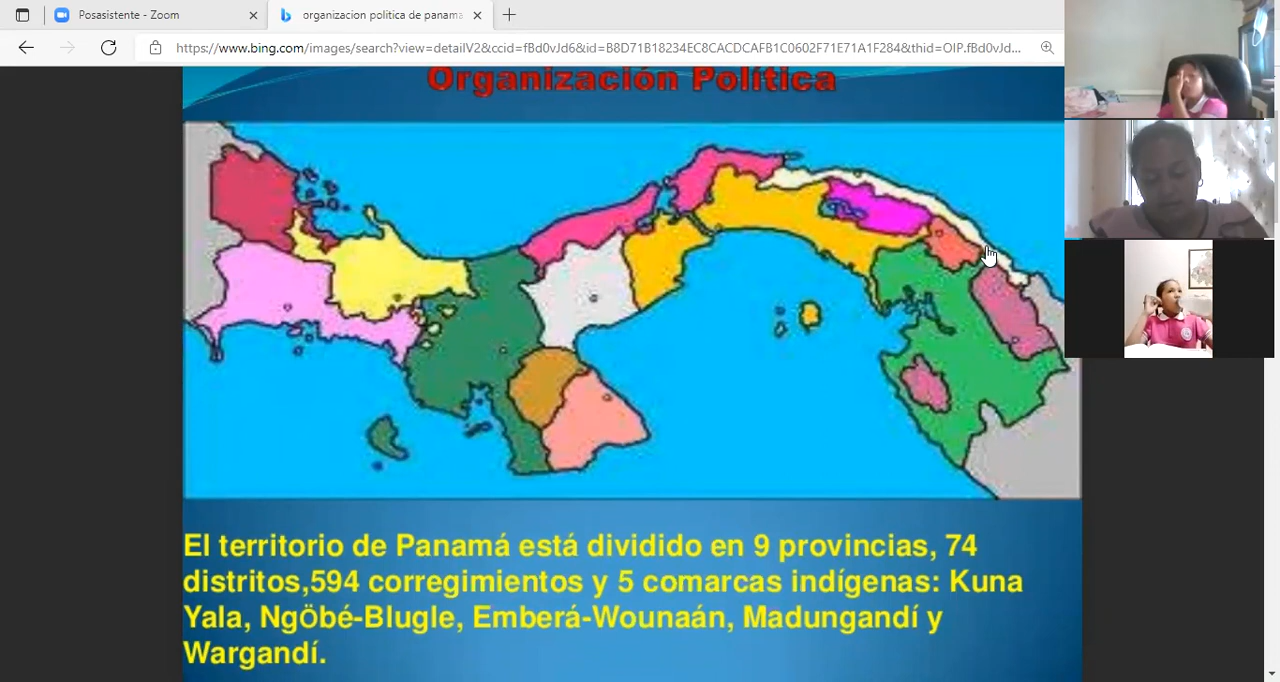 Posasistente - Zoom
organizacion politica de panama
https://www.bing.com/images/search?view=detailV2&ccid=fBd0vJd6&id=B8D71B18234EC8CACDCAFB1C0602F71E71A1F284&thid=OIP.fBd0vJd...
Organización Política
El territorio de Panamá está dividido en 9 provincias, 74
distritos,594 corregimientos y 5 comarcas indígenas: Kuna
Yala, NgÖbé-Blugle, Emberá-Wounaán, Madungandí y
Wargandí.